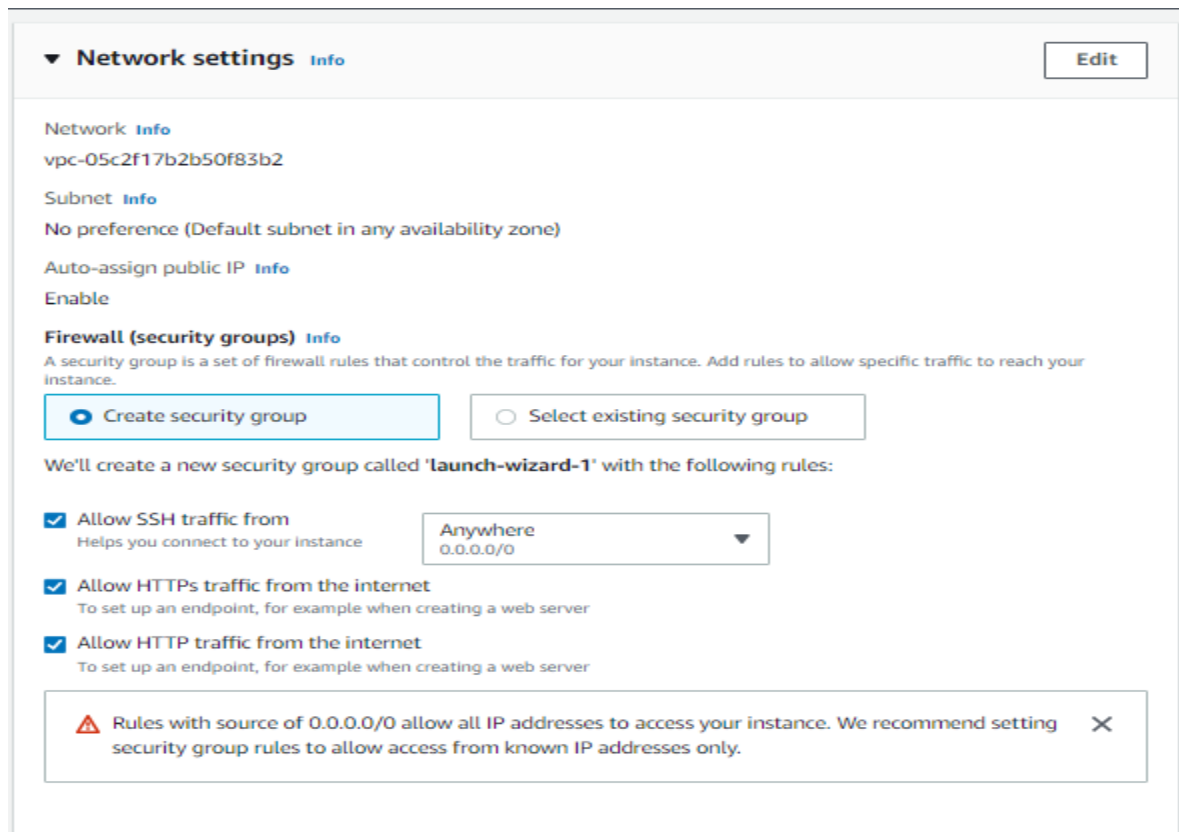 Network settings Info
Edit
Network Info
vpc-05c2f17b2b50f83b2
Subnet Info
No preference (Default subnet in any availability zone)
Auto-assign public IP Info
Enable
Firewall (security groups) Info
A security group is a set of firewall rules that control the traffic for your instance. Add rules to allow specific traffic to reach your
instance.
Create security group
Select existing security group
We'll create a new security group called 'launch-wizard-1' with the following rules:
Allow SSH traffic from
Helps you connect to your instance
Anywhere
0.0.0.0/0
Allow HTTPs traffic from the internet
To set up an endpoint, for example when creating a web server
Allow HTTP traffic from the internet
To set up an endpoint, for example when creating a web server
Rules with source of 0.0.0.0/0 allow all IP addresses to access your instance. We recommend setting
security group rules to allow access from known IP addresses only.